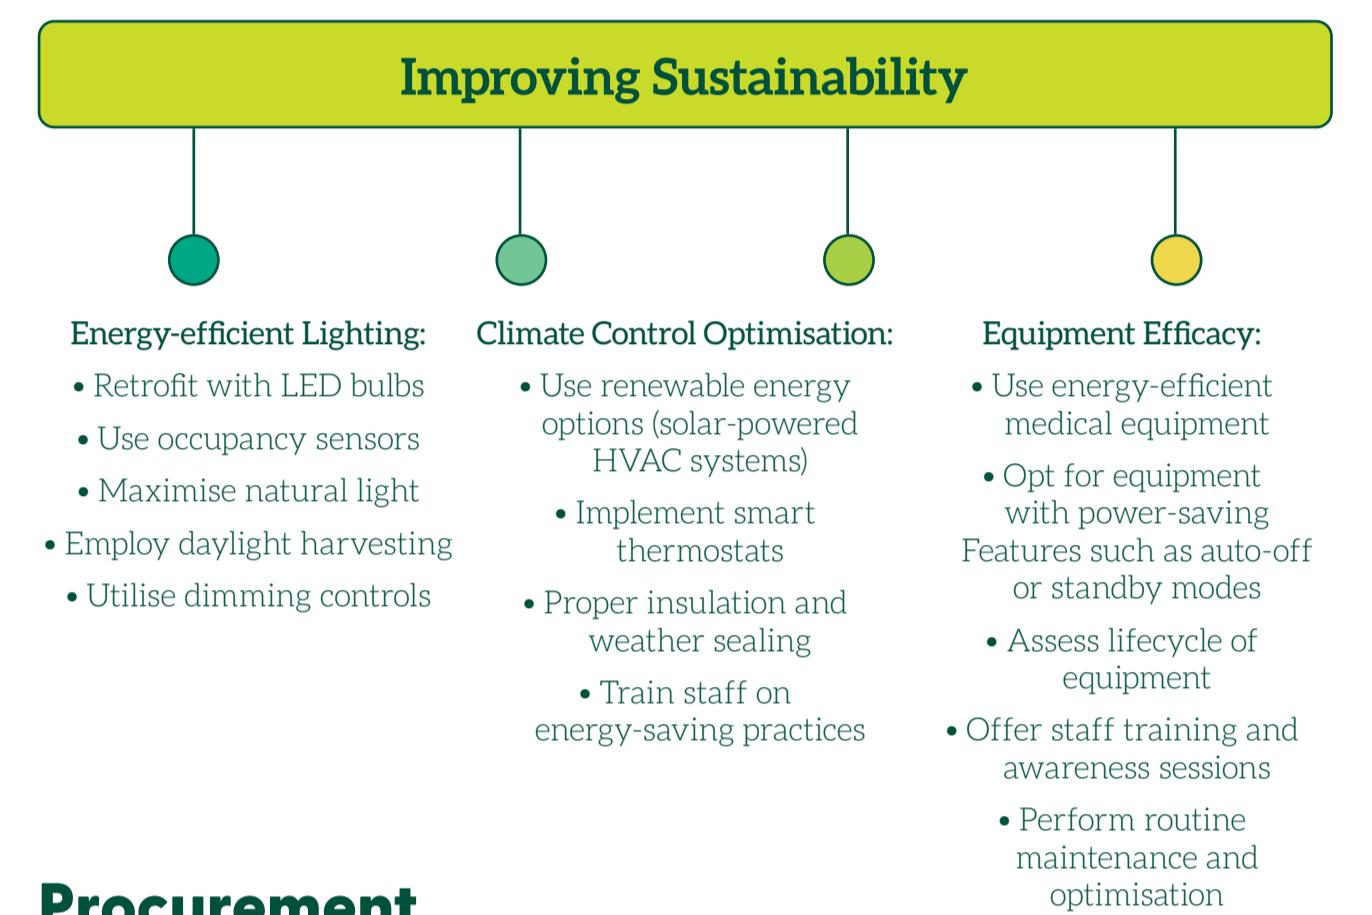 Improving Sustainability
Energy-efficient Lighting:
• Retrofit with LED bulbs
• Use occupancy sensors
• Maximise natural light
• Employ daylight harvesting
• Utilise dimming controls
Climate Control Optimisation:
• Use renewable energy
options (solar-powered
HVAC systems)
• Implement smart
thermostats
• Proper insulation and
weather sealing
• Train staff on
energy-saving practices
Equipment Efficacy:
• Use energy-efficient
medical equipment
• Opt for equipment
with power-saving
Features such as auto-off
or standby modes
• Assess lifecycle of
equipment
• Offer staff training and
awareness sessions
• Perform routine
maintenance and
optimisation
Procurement